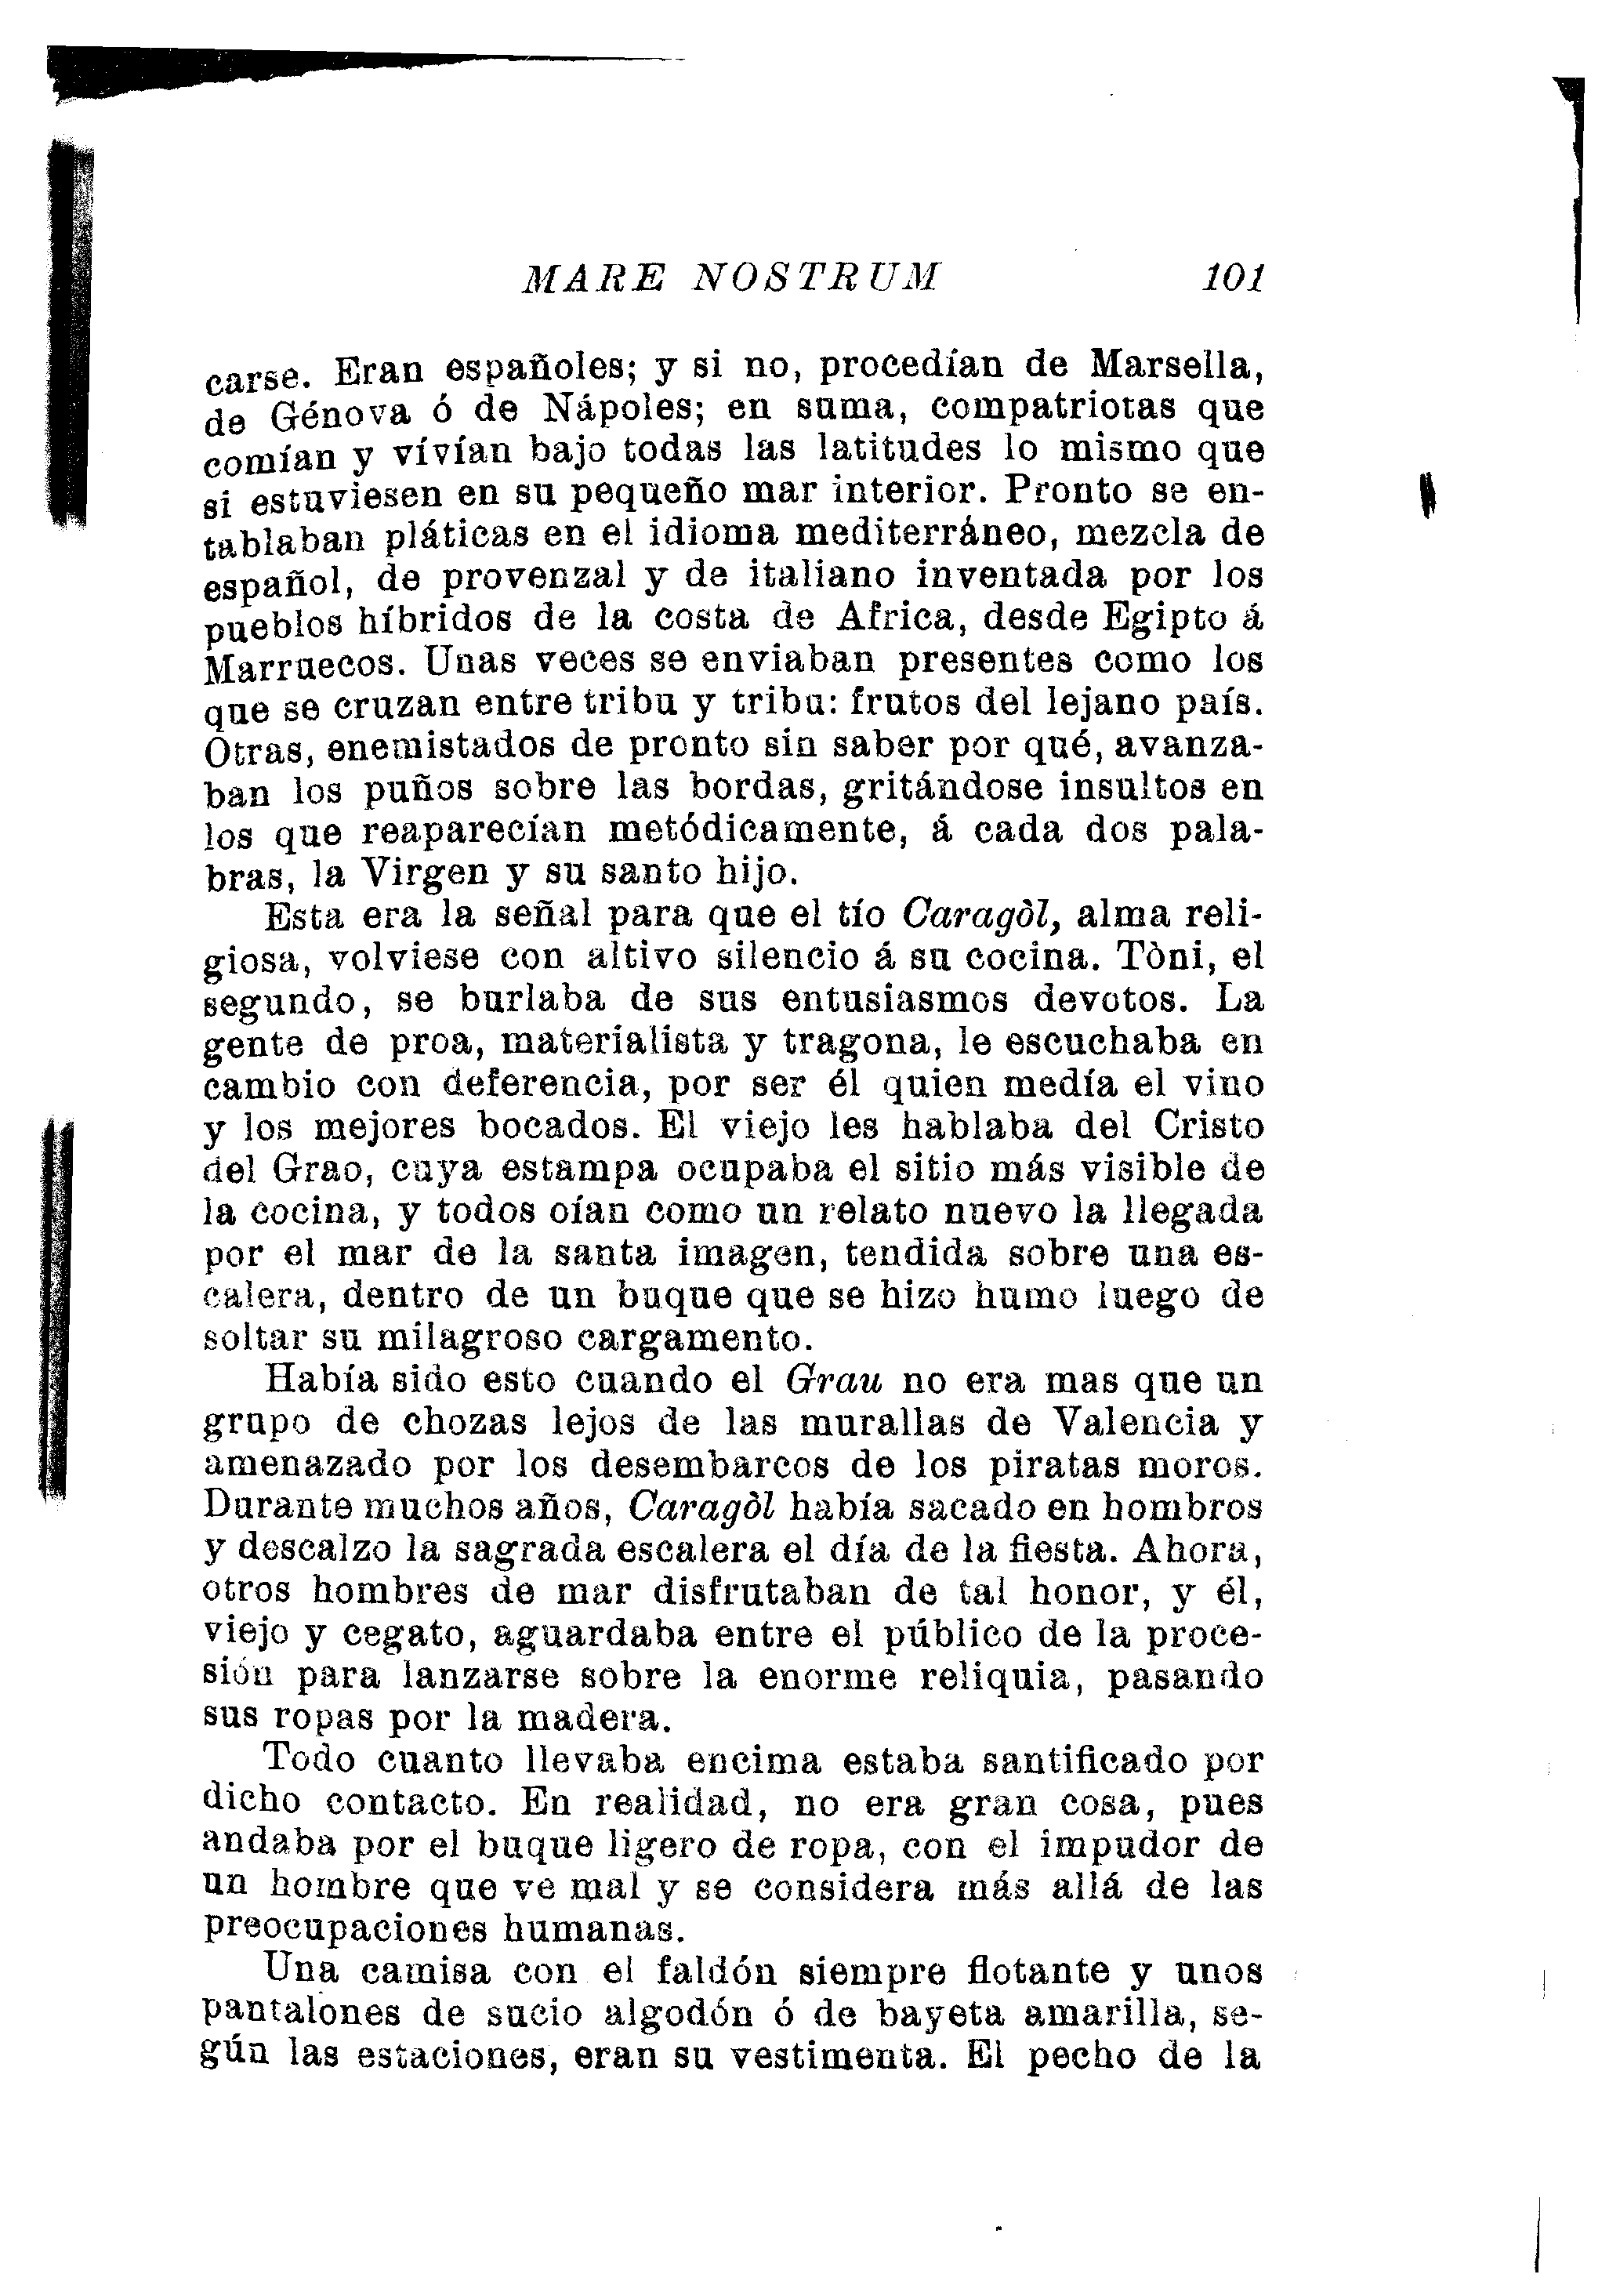 MARE NOSTRUM 101
carse. Eran españoles; y si no, procedían de Marsella,
de Génova ó de Nápoles; en suma, compatriotas que
comían y vívían bajo todas las latitudes lo mismo que
si estuviesen en su pequeño mar interior. Pronto se en-
tablaban pláticas en el idioma mediterráneo, mezcla de
español, de provenzal y de italiano inventada por los
pueblos híbridos de la costa de Africa, desde Egipto á
Marruecos. Unas veces se enviaban presentes como los
que se cruzan entre tribu y tribu: frutos del lejano país.
Otras, enemistados de pronto sin saber por qué, avanza-
ban los puños sobre las bordas, gritándose insultos en
los que reaparecían metódicamente, á cada dos pala-
bras, la Virgen y su santo hijo.
Esta era la señal para que el tío Caragòl, alma reli-
giosa, volviese con altivo silencio á su cocina. Tòni, el
segundo, se burlaba de sus entusiasmos devotos. La
gente de proa, materialista y tragona, le escuchaba en
cambio con deferencia, por ser él quien medía el vino
y los mejores bocados. El viejo les hablaba del Cristo
del Grao, cuya estampa ocupaba el sitio más visible de
la cocina, y todos oían como un relato nuevo la llegada
por el mar de la santa imagen, tendida sobre una es-
calera, dentro de un buque que se hizo humo luego de
soltar su milagroso cargamento.
Había sido esto cuando el Grau no era mas que un
grupo de chozas lejos de las murallas de Valencia y
amenazado por los desembarcos de los piratas moros.
Durante muchos años, Caragòl había sacado en hombros
y descalzo la sagrada escalera el día de la fiesta. Ahora,
otros hombres de mar disfrutaban de tal honor, y él,
viejo y cegato, aguardaba entre el público de la proce-
sión para lanzarse sobre la enorme reliquia, pasando
sus ropas por la madera.
Todo cuanto llevaba encima estaba santificado por
dicho contacto. En realidad, no era gran cosa, pues
andaba por el buque ligero de ropa, con el impudor de
un hombre que ve mal y se considera más allá de las
preocupaciones humanas.
Una camisa con el faldón siempre flotante y unos
pantalones de sucio algodón ó de bayeta amarilla, se-
gún las estaciones, eran su vestimenta. El pecho de la